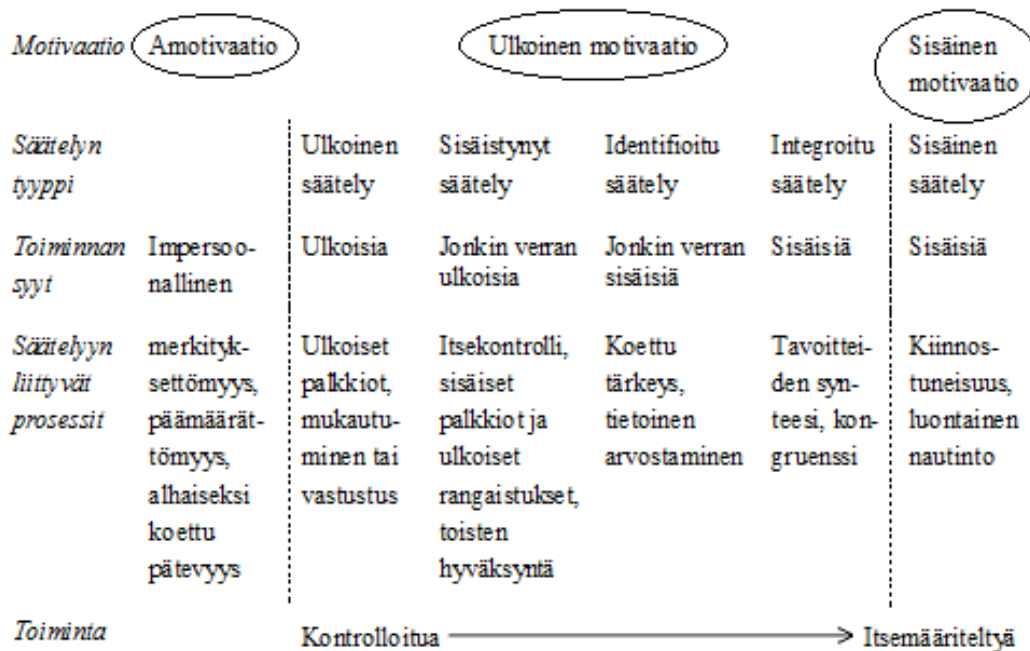 Motivaatio Amotivaatio Ulkoinen motivaatio Sisäinen
motivaatio
Säätelyn Ulkoinen Sisäistynyt Identifioitu Integroitu Sisäinen
tyyppi säätely säätely säätely säätely säätely
Toiminnan Impersoo- Ulkoisia Jonkin verran Jonkin verran Sisäisiä Sisäisiä
syyt nallinen ulkoisia sisäisiä
Säätelyyn merkityk- Ulkoiset Itsekontrolli, Koettu Tavoittei- Kiinnos-
liittyvät settömyys, palkkiot, sisäiset tärkeys, den syn- tuneisuus,
prosessit päämäärät- mukautu- palkkiot ja tietoinen teesi, kon- luontainen
tömyys, minen tai ulkoiset arvostaminen gruenssi nautinto
alhaiseksi vastustus rangaistukset,
koettu toisten
pätevyys hyväksyntä
Toiminta Kontrolloitua Itsemääriteltyä